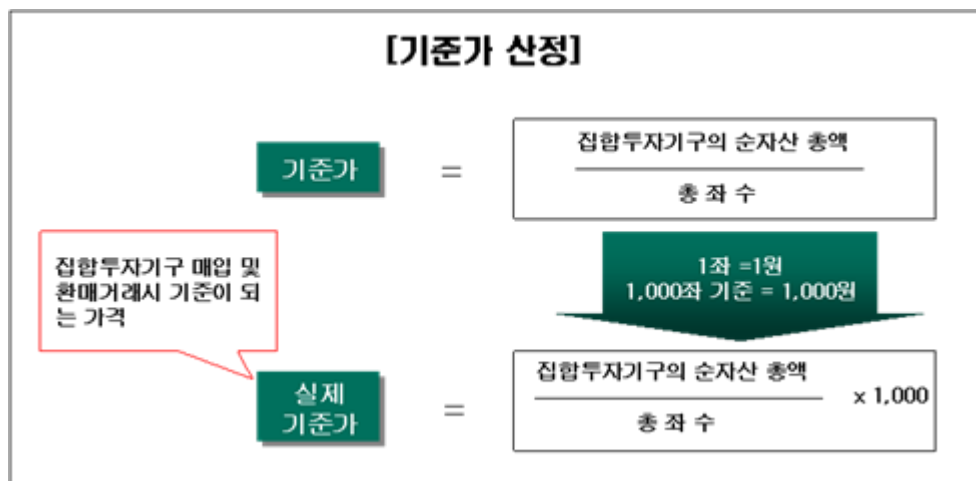 [기준가 산정]
기준가
=
집합투자기구의 순자산 총액
총 좌 수
집합투자기구 매입 및
환매거래시 기준이 되
는 가격
1좌 =1원
1,000좌 기준 = 1,000원
실제
기준가
=
집합투자기구의 순자산 총액
총 좌 수
x 1,000